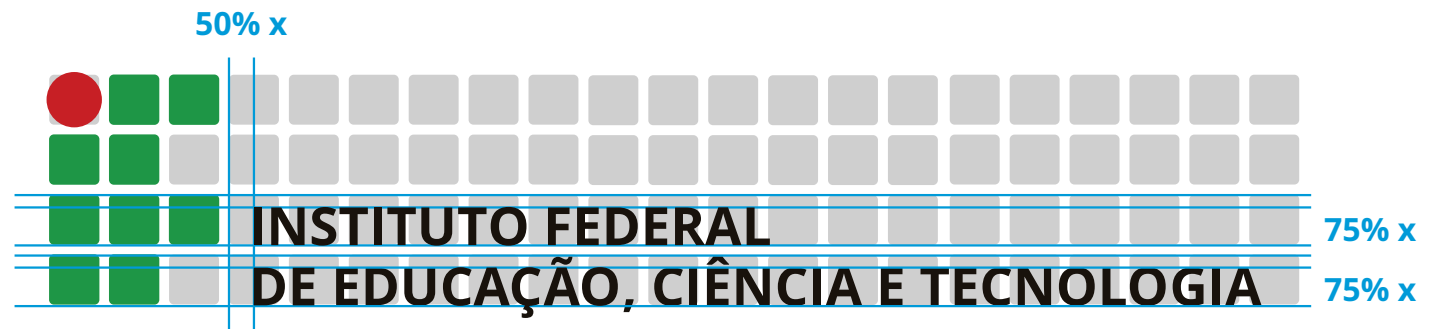 50% x
INSTITUTO FEDERAL
75% x
DE EDUCAÇÃO, CIÊNCIA E TECNOLOGIA
75% x